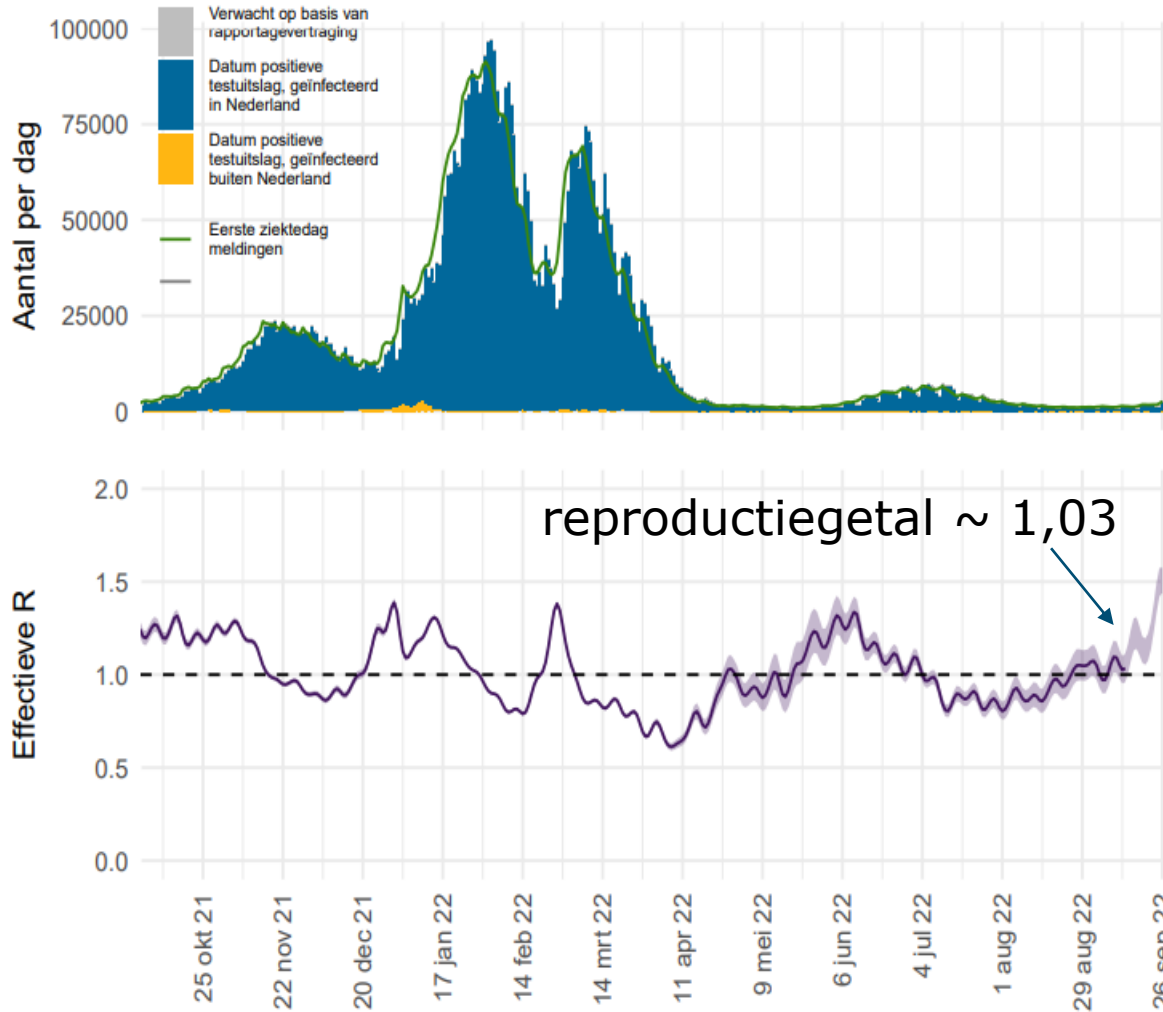 Verwacht op basis van
rapportagevertraging
Datum positieve
testuitslag, geïnfecteerd
in Nederland
Datum positieve
testuitslag, geïnfecteerd
buiten Nederland
Eerste ziektedag
meldingen
Aantal per dag
100000
75000
50000
25000
0
reproductiegetal ~ 1,03
Effectieve R
2.0
1.5
1.0
0.5
0.0
25 okt 21
22 nov 21
20 dec 21
17 jan 22
14 feb 22
14 mrt 22
11 apr 22
9 mei 22
6 jun 22
4 jul 22
1 aug 22
29 aug 22
26 sep 22